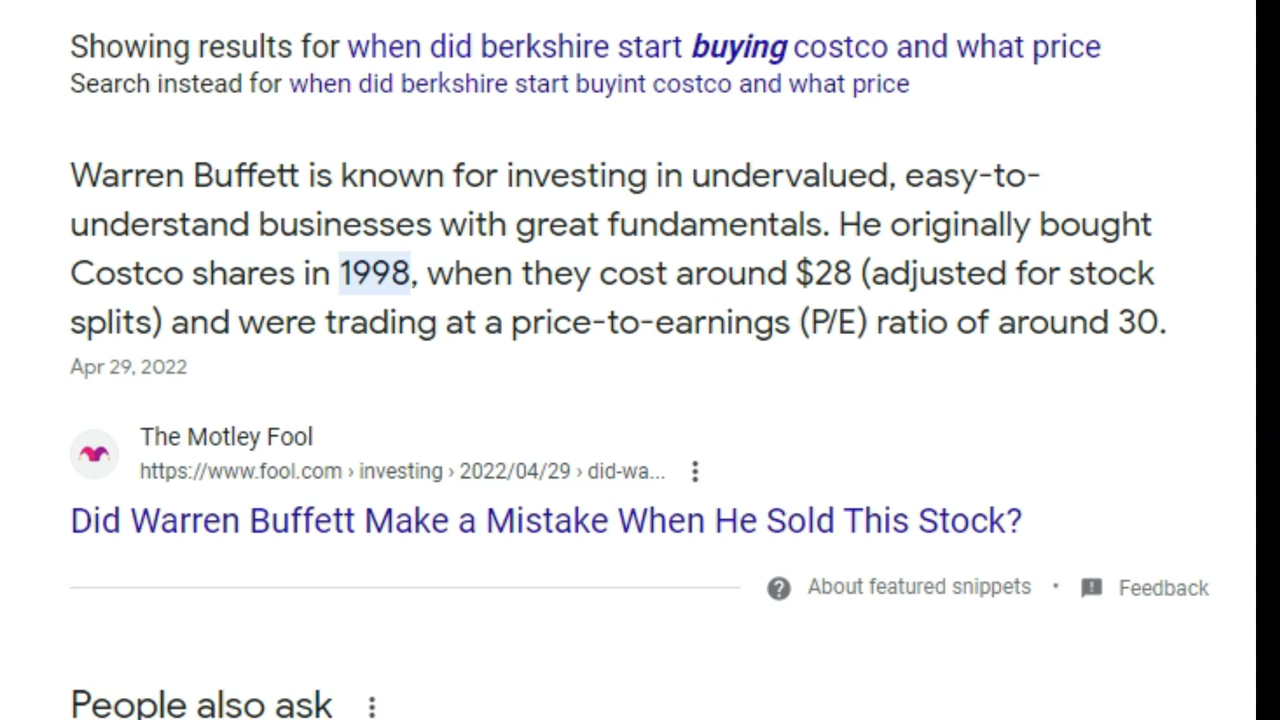 Showing results for when did berkshire start buying costco and what price
Search instead for when did berkshire start buyint costco and what price
Warren Buffett is known for investing in undervalued, easy-to-
understand businesses with great fundamentals. He originally bought
Costco shares in 1998, when they cost around $28 (adjusted for stock
splits) and were trading at a price-to-earnings (P/E) ratio of around 30.
Apr 29, 2022
The Motley Fool
https://www.fool.com › investing › 2022/04/29 › did-wa...
Did Warren Buffett Make a Mistake When He Sold This Stock?
About featured snippets • Feedback
People also ask